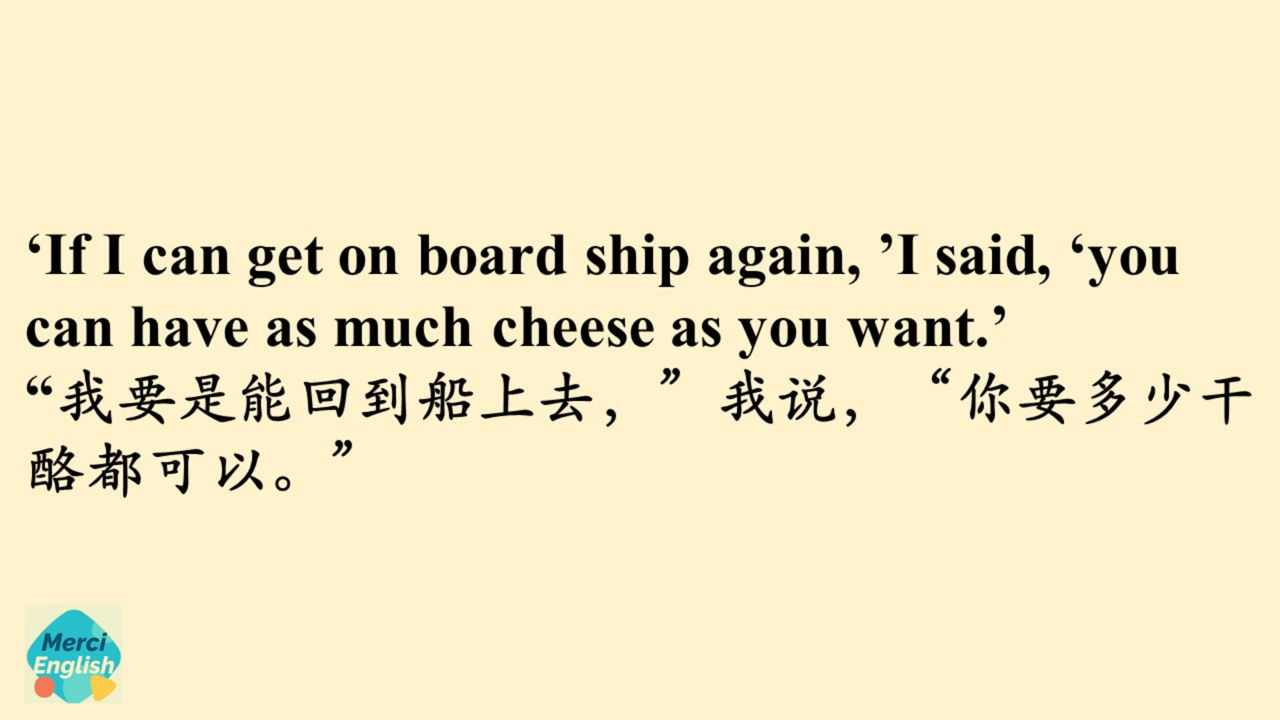 ‘If I can get on board ship again, ’I said, ‘you
can have as much cheese as you want.’
“我要是能回到船上去，” 我说，“你要多少干
酪都可以。”
Merci
English